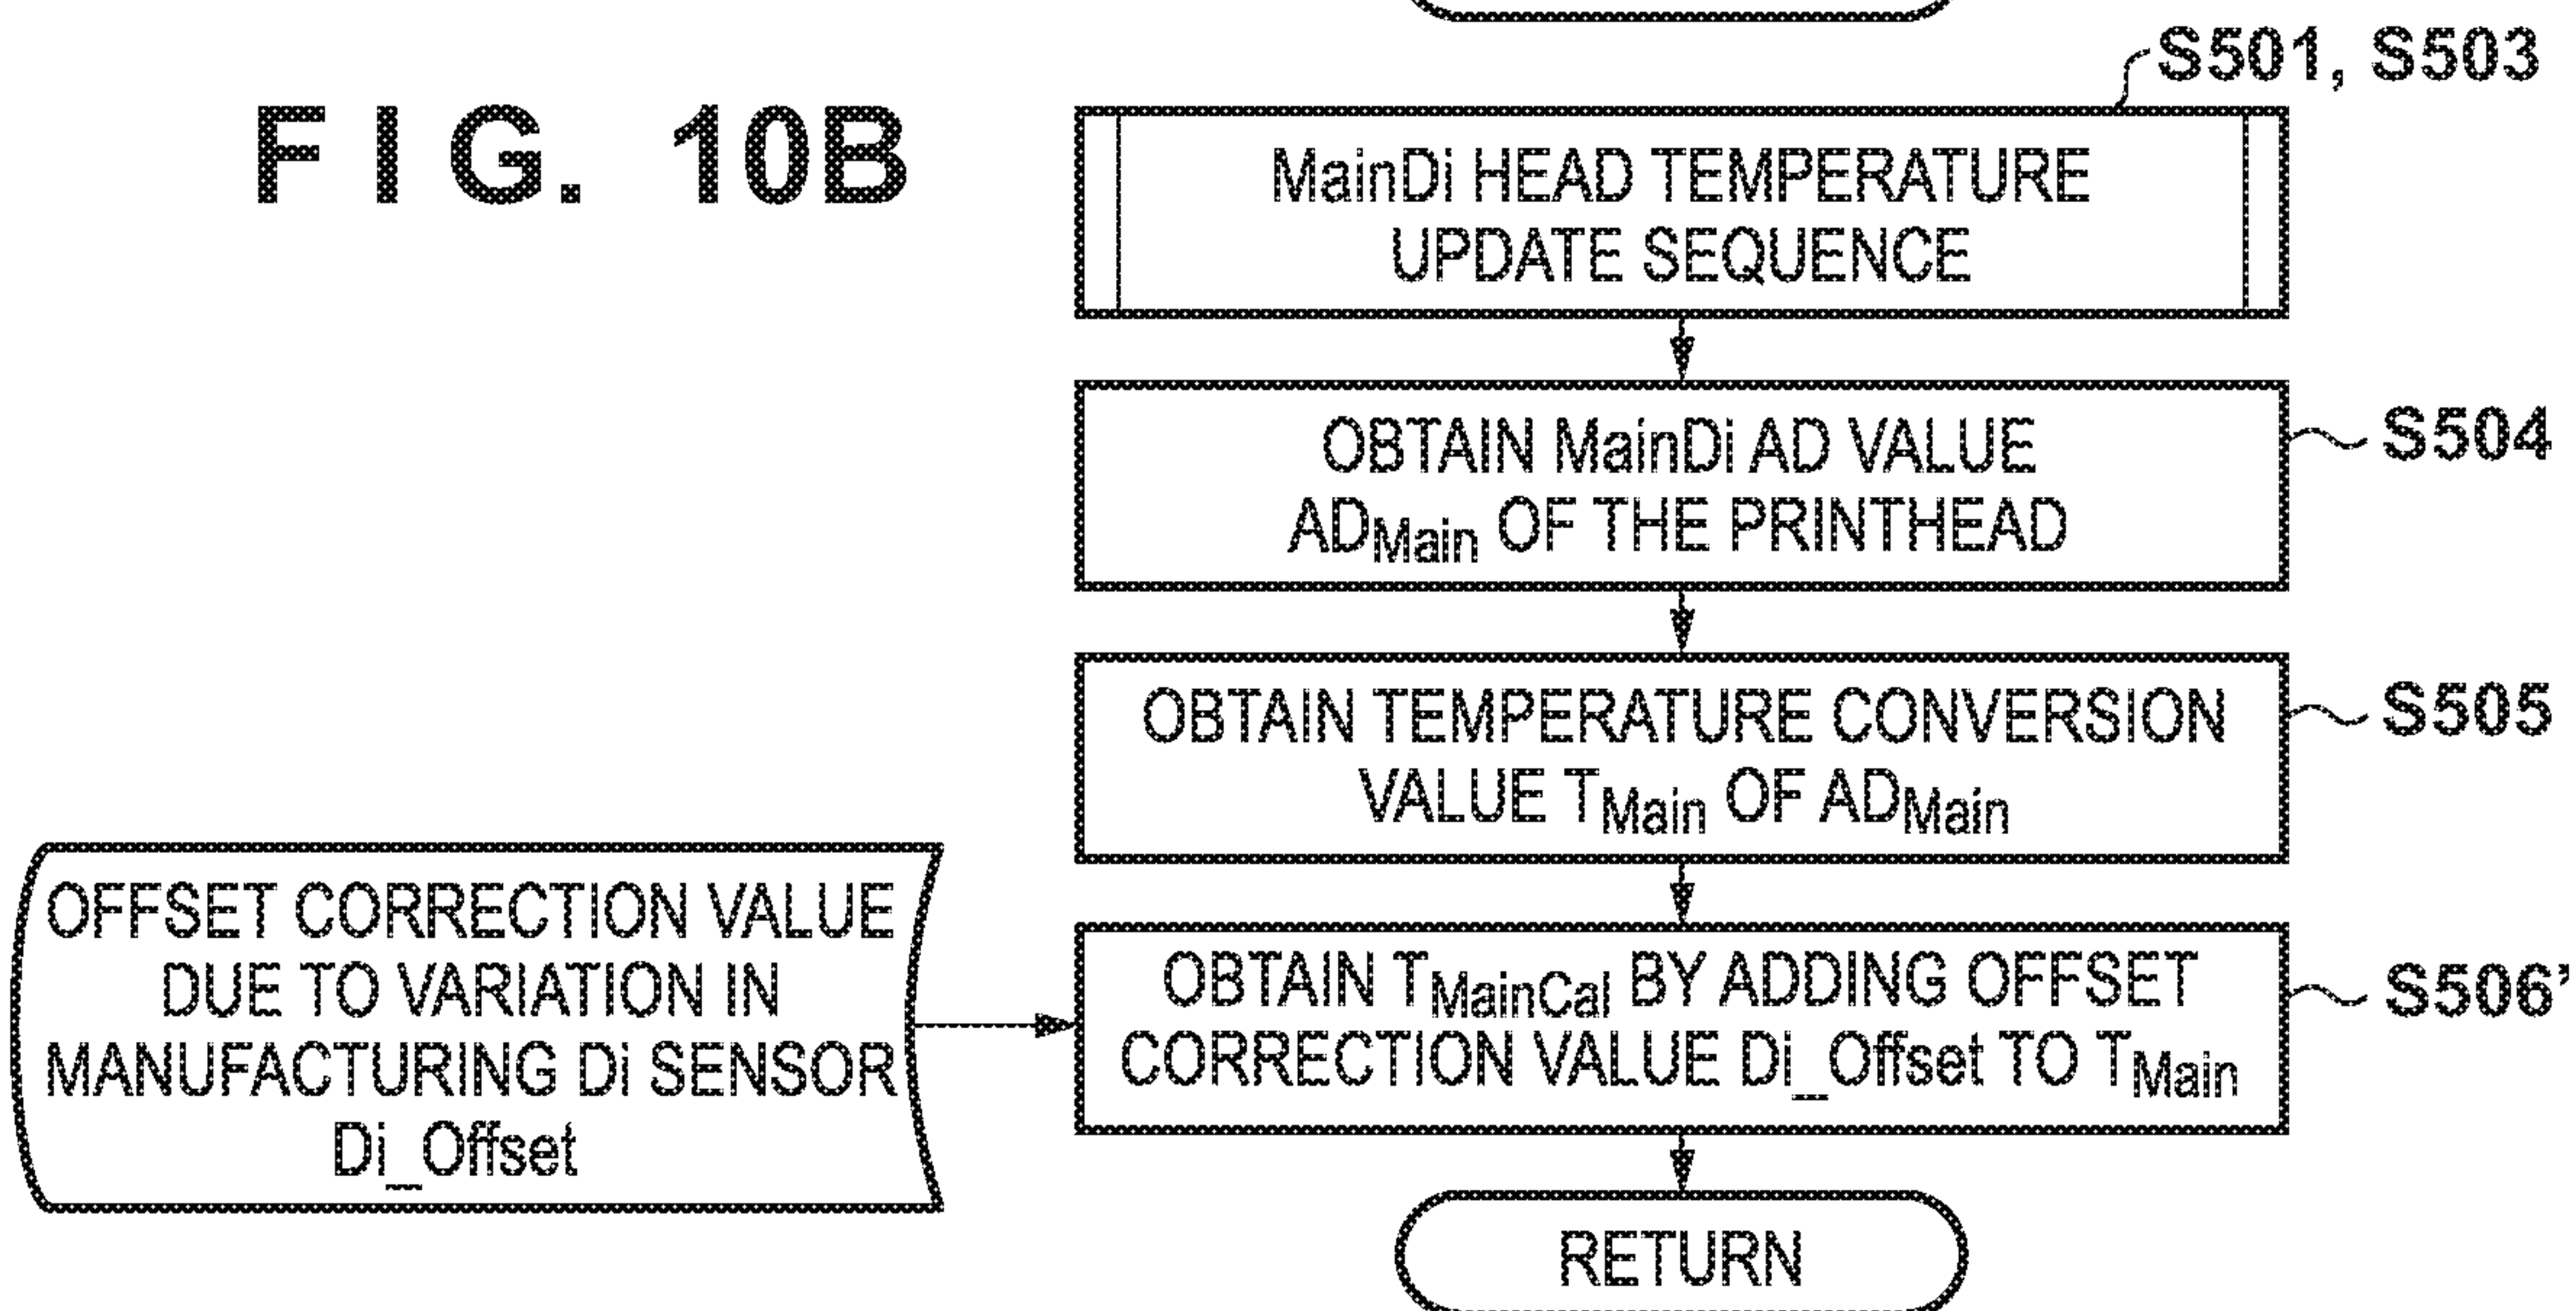 FIG. 10B
S501, S503
MainDi HEAD TEMPERATURE
UPDATE SEQUENCE
OBTAIN MainDi AD VALUE
ADMain OF THE PRINTHEAD
S504
OBTAIN TEMPERATURE CONVERSION
VALUE TMain OF ADMain
S505
OFFSET CORRECTION VALUE
DUE TO VARIATION IN
MANUFACTURING Di SENSOR
Di_Offset
OBTAIN TMainCal BY ADDING OFFSET
CORRECTION VALUE Di_Offset TO TMain
S506'
RETURN